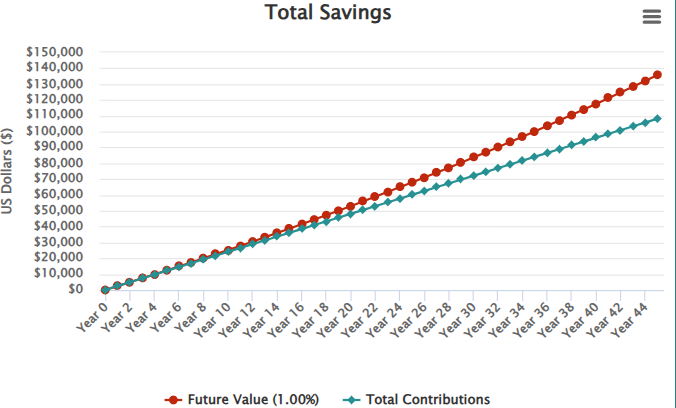 Total Savings
US Dollars ($)
$150,000
$140,000
$130,000
$120,000
$110,000
$100,000
$90,000
$80,000
$70,000
$60,000
$50,000
$40,000
$30,000
$20,000
$10,000
$0
Year 0
Year 2
Year 4
Year 6
Year 8
Year 10
Year 12
Year 14
Year 16
Year 18
Year 20
Year 22
Year 24
Year 26
Year 28
Year 30
Year 32
Year 34
Year 36
Year 38
Year 40
Year 42
Year 44
Future Value (1.00%)
Total Contributions